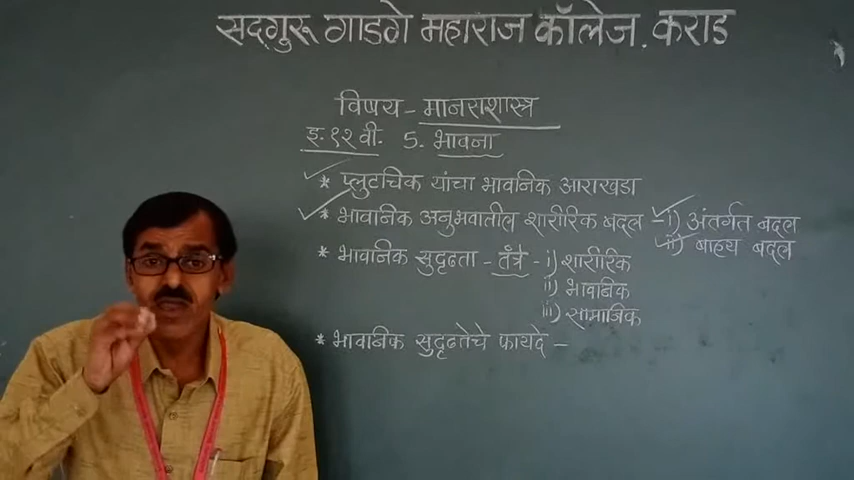 सद्‌गुरू गाडगे महाराज कॉलेज. कराड
विषय - मानसशास्त्र
इ. १२ वी. 5. भावना
* प्लुटचिक यांचा भावनिक आराखडा
* भावनिक अनुभवातील शारीरिक बदल - i) अंतर्गत बदल
ii) बाह्य बदल
* भावनिक सुदृढता - तंत्रे - i) शारीरिक
ii) भावनिक
iii) सामाजिक
* भावनिक सुदृढतेचे फायदे -